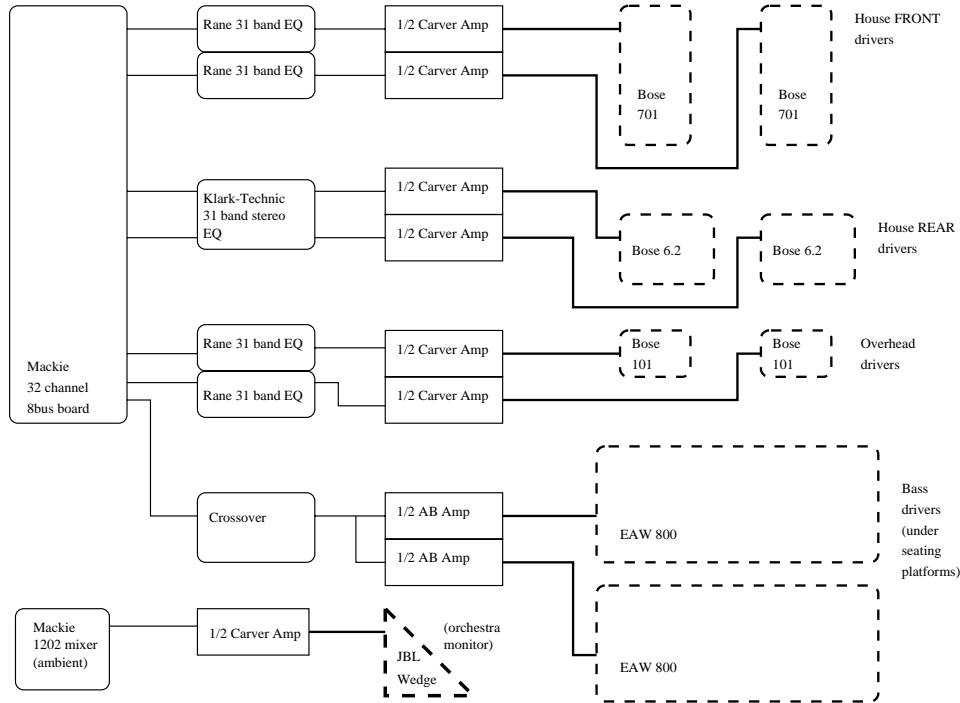 Rane 31 band EQ
1/2 Carver Amp
House FRONT
drivers
Rane 31 band EQ
1/2 Carver Amp
Bose
701
Bose
701
Klark-Technic
31 band stereo
EQ
1/2 Carver Amp
1/2 Carver Amp
Bose 6.2
Bose 6.2
House REAR
drivers
Rane 31 band EQ
1/2 Carver Amp
Bose
101
Bose
101
Overhead
drivers
Mackie
32 channel
8bus board
Rane 31 band EQ
1/2 Carver Amp
Crossover
1/2 AB Amp
1/2 AB Amp
EAW 800
Bass
drivers
(under
seating
platforms)
Mackie
1202 mixer
(ambient)
1/2 Carver Amp
JBL
Wedge
(orchestra
monitor)
EAW 800